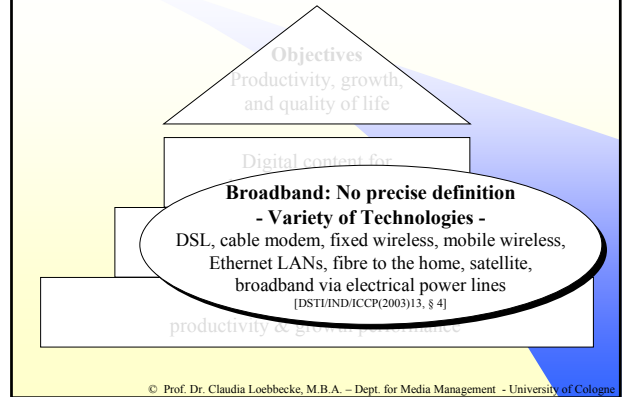 Objectives
Productivity, growth,
and quality of life
Digital content for
Broadband: No precise definition
- Variety of Technologies -
DSL, cable modem, fixed wireless, mobile wireless,
Ethernet LANs, fibre to the home, satellite,
broadband via electrical power lines
[DSTI/IND/ICCP(2003)13, § 4]
productivity & growth performance
© Prof. Dr. Claudia Loebbecke, M.B.A. – Dept. for Media Management - University of Cologne